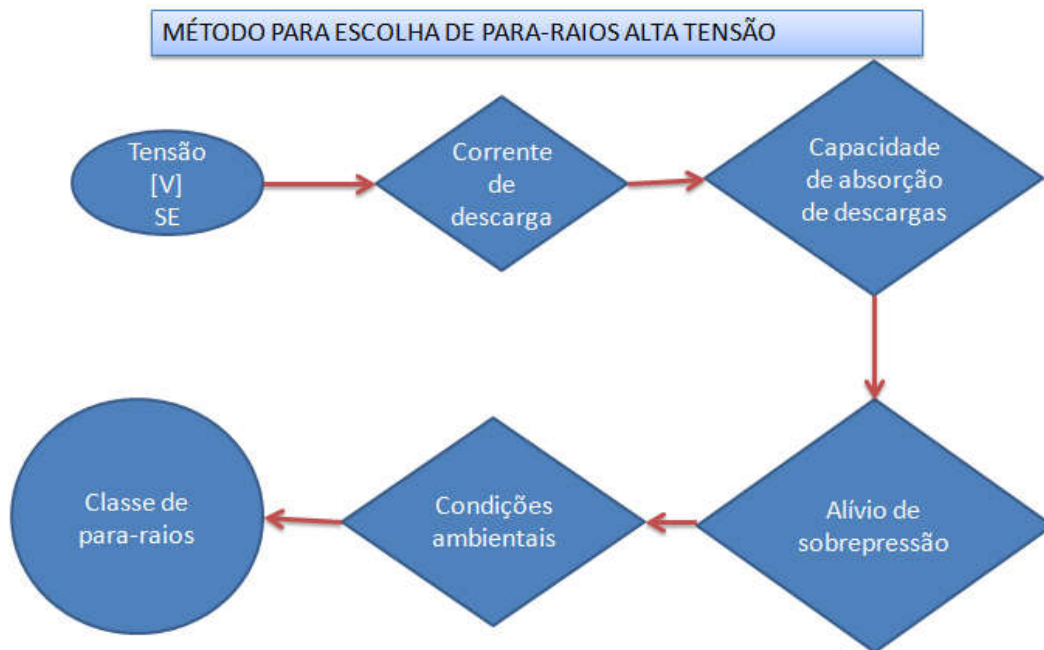 MÉTODO PARA ESCOLHA DE PARA-RAIOS ALTA TENSÃO
Tensão
[V]
SE
Corrente
de
descarga
Capacidade
de absorção
de descargas
Alívio de
sobrepressão
Condições
ambientais
Classe de
para-raios